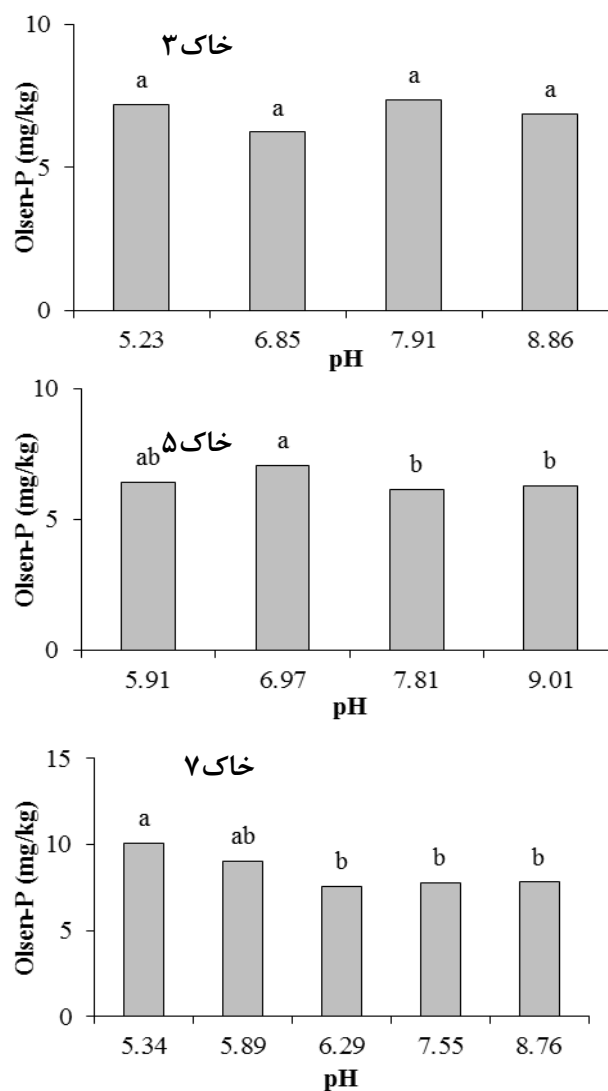 خاک۳
10
a
a
a
a
5
0
Olsen-P (mg/kg)
5.23 6.85 7.91 8.86
pH
خاک۵
10
ab
a
b
b
5
0
Olsen-P (mg/kg)
5.91 6.97 7.81 9.01
pH
خاک۷
15
a
ab
b
b
b
10
5
0
Olsen-P (mg/kg)
5.34 5.89 6.29 7.55 8.76
pH